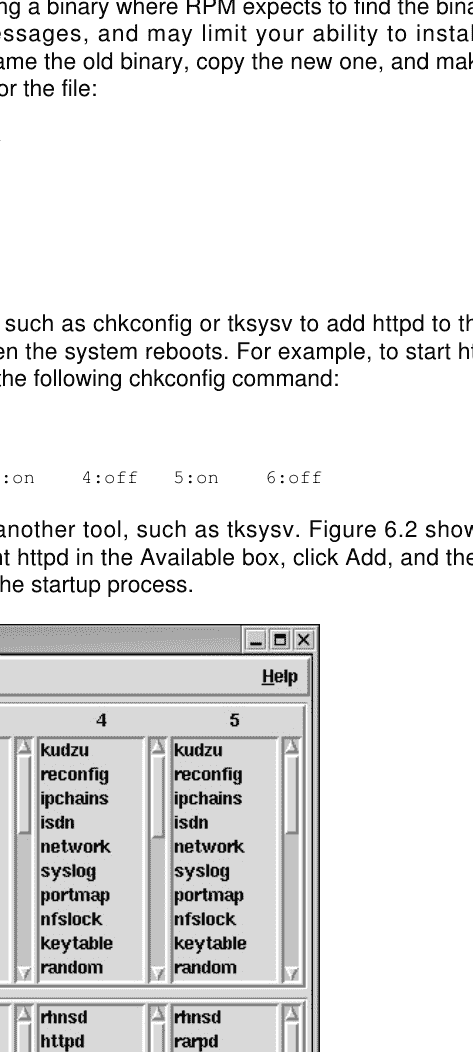 ng a binary where RPM expects to find the bina
essages, and may limit your ability to instal
ame the old binary, copy the new one, and mak
or the file:
such as chkconfig or tksysv to add httpd to th
en the system reboots. For example, to start ht
the following chkconfig command:
:on 4:off 5:on 6:off
another tool, such as tksysv. Figure 6.2 show
nt httpd in the Available box, click Add, and the
he startup process.
Help
4 5
kudzu kudzu
reconfig reconfig
ipchains ipchains
isdn isdn
network network
syslog syslog
portmap portmap
nfslock nfslock
keytable keytable
random random
rhnsd rhnsd
httpd rarpd